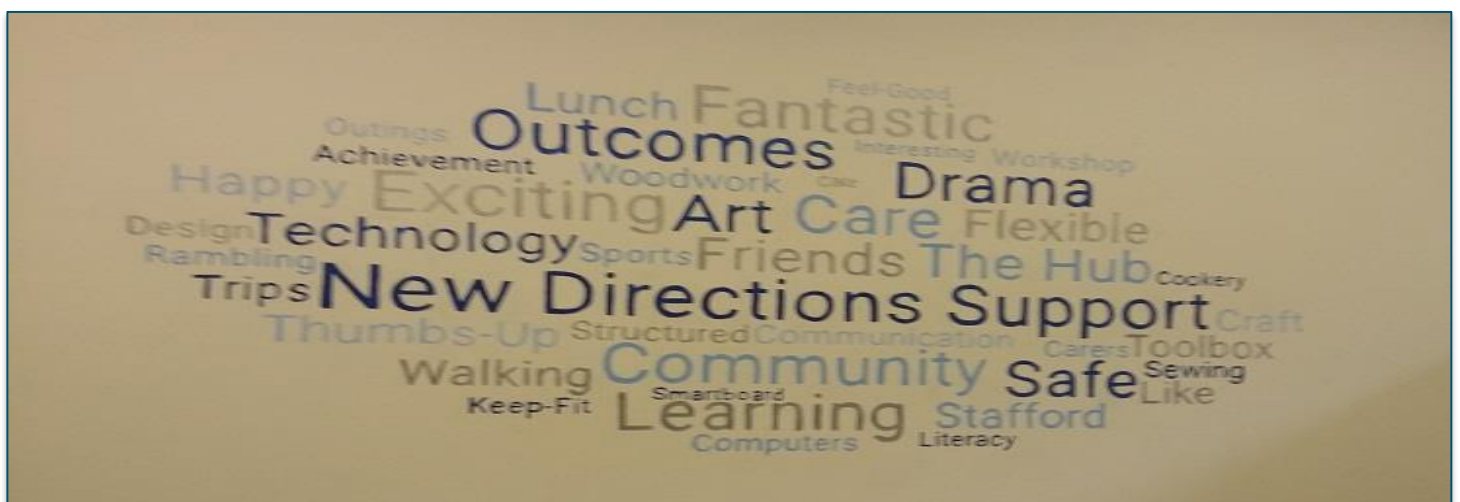 Feel-Good
Lunch Fantastic
Outings Outcomes Interesting Workshop
Achievement Woodwork Drama
Happy Exciting Art Care Flexible
Design Technology Sports Friends The Hub Cookery
Rambling
Trips New Directions Support Craft
Thumbs-Up Structured Communication Carers Toolbox
Walking Community Safe Sewing
Like
Keep-Fit Smartboard Learning Stafford
Computers Literacy